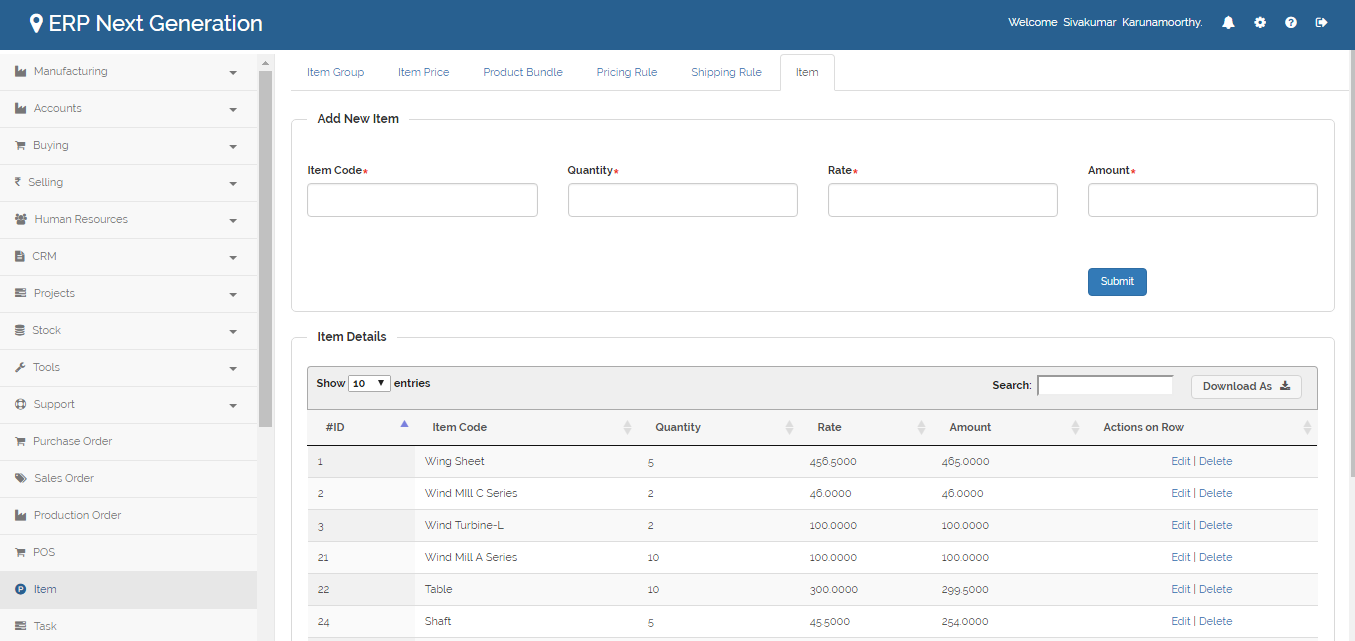 ERP Next Generation
Welcome Sivakumar Karunamoorthy.
Manufacturing
Accounts
Buying
Selling
Human Resources
CRM
Projects
Stock
Tools
Support
Purchase Order
Sales Order
Production Order
POS
Item
Task
Item Group Item Price Product Bundle Pricing Rule Shipping Rule Item
Add New Item
Item Code* Quantity* Rate* Amount*
Submit
Item Details
Show 10 entries Search: Download As
#ID Item Code Quantity Rate Amount Actions on Row
1 Wing Sheet 5 456.5000 465.0000 Edit | Delete
2 Wind MIll C Series 2 46.0000 46.0000 Edit | Delete
3 Wind Turbine-L 2 100.0000 100.0000 Edit | Delete
21 Wind Mill A Series 10 100.0000 100.0000 Edit | Delete
22 Table 10 300.0000 299.5000 Edit | Delete
24 Shaft 5 45.5000 254.0000 Edit | Delete